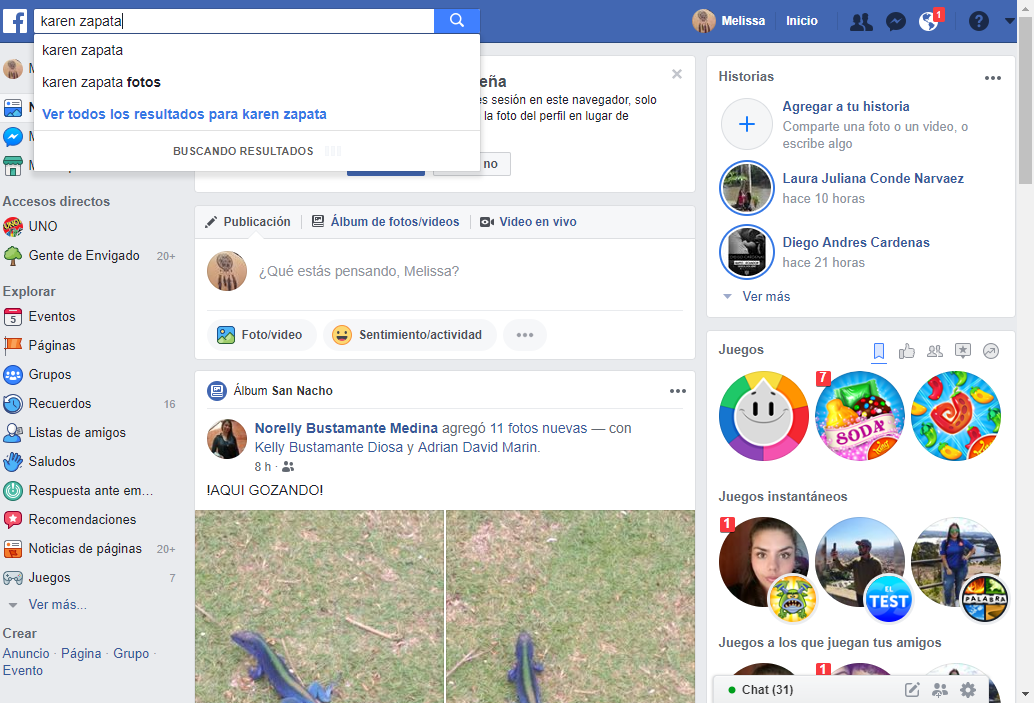 karen zapata
Melissa
Inicio
1
karen zapata
karen zapata fotos
Ver todos los resultados para karen zapata
BUSCANDO RESULTADOS
eña
sesión en este navegador, solo
la foto del perfil en lugar de
no
Accesos directos
UNO
Gente de Envigado 20+
Explorar
5 Eventos
Páginas
Grupos
Recuerdos 16
Listas de amigos
Saludos
Respuesta ante em...
Recomendaciones
Noticias de páginas 20+
Juegos 7
Ver más...
Crear
Anuncio · Página · Grupo ·
Evento
Publicación
Álbum de fotos/videos
Video en vivo
¿Qué estás pensando, Melissa?
Foto/video
Sentimiento/actividad
Álbum San Nacho
Norelly Bustamante Medina agregó 11 fotos nuevas — con
Kelly Bustamante Diosa y Adrian David Marin.
8 h ·
!AQUI GOZANDO!
Historias
Agregar a tu historia
Comparte una foto o un video, o
escribe algo
Laura Juliana Conde Narvaez
hace 10 horas
Diego Andres Cardenas
hace 21 horas
Ver más
Juegos
7
SODA
Juegos instantáneos
1
EL
TEST
PALABRA
Juegos a los que juegan tus amigos
1
Chat (31)